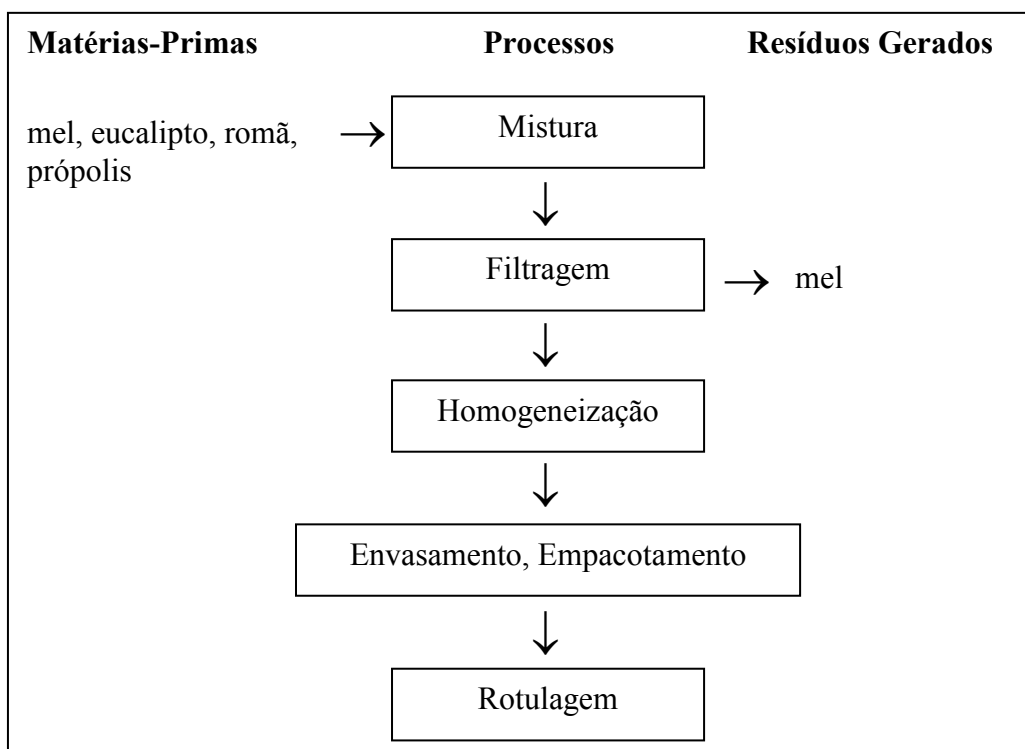 Matérias-Primas Processos Resíduos Gerados
mel, eucalipto, romã, → Mistura
própolis
↓
Filtragem → mel
↓
Homogeneização
↓
Envasamento, Empacotamento
↓
Rotulagem